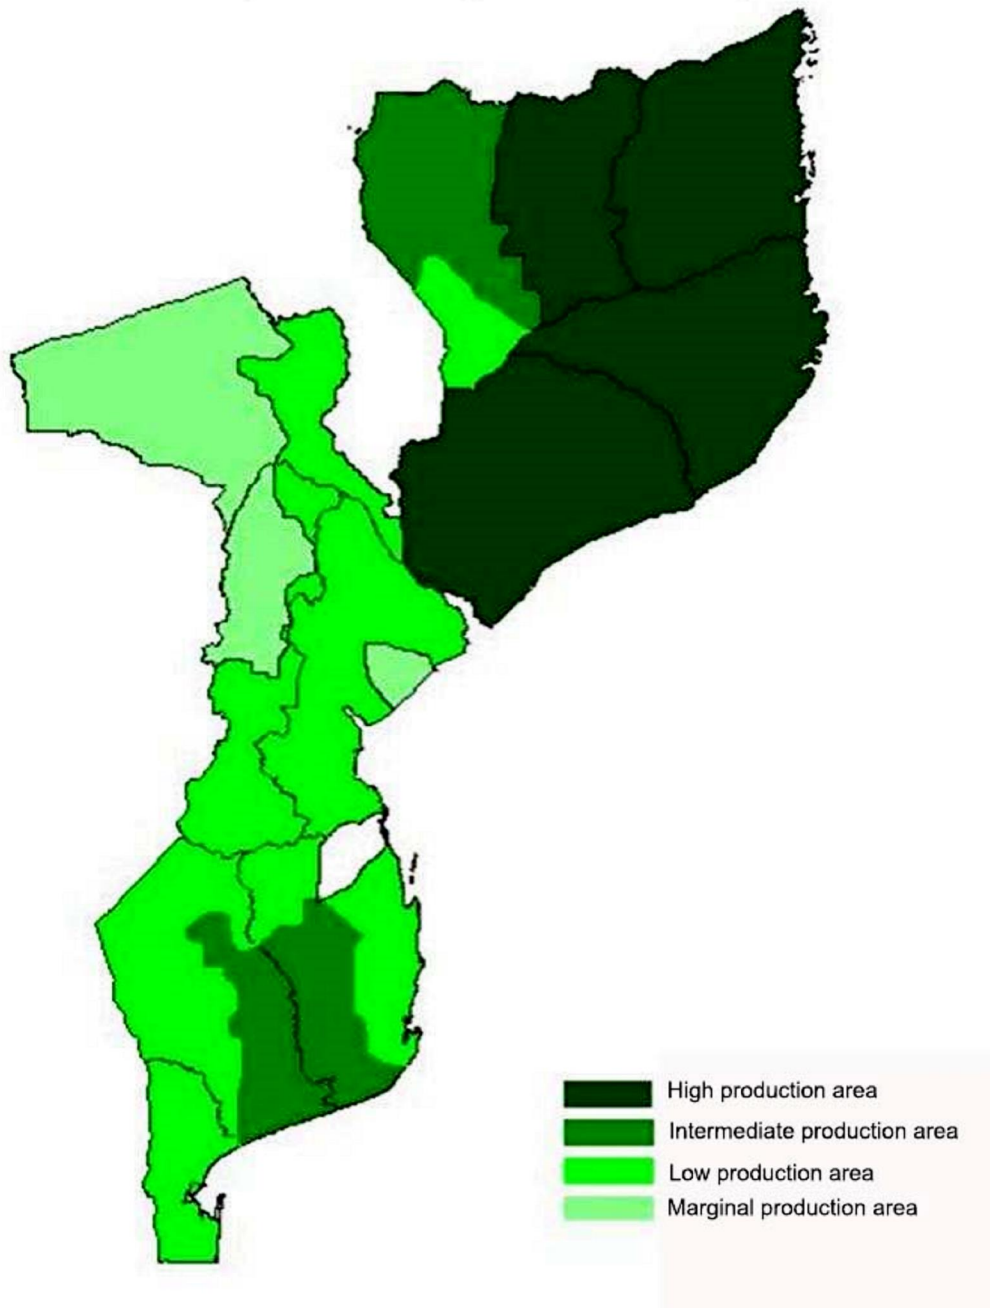 High production area
Intermediate production area
Low production area
Marginal production area